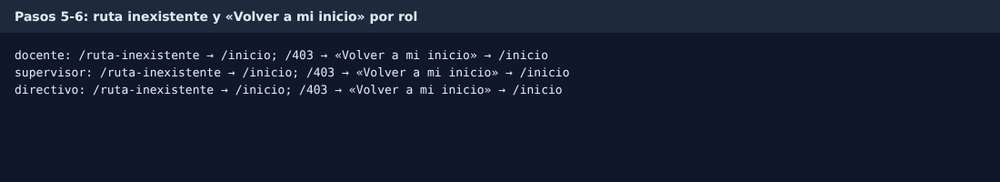 Pasos 5-6: ruta inexistente y «Volver a mi inicio» por rol
docente: /ruta-inexistente → /inicio; /403 → «Volver a mi inicio» → /inicio
supervisor: /ruta-inexistente → /inicio; /403 → «Volver a mi inicio» → /inicio
directivo: /ruta-inexistente → /inicio; /403 → «Volver a mi inicio» → /inicio